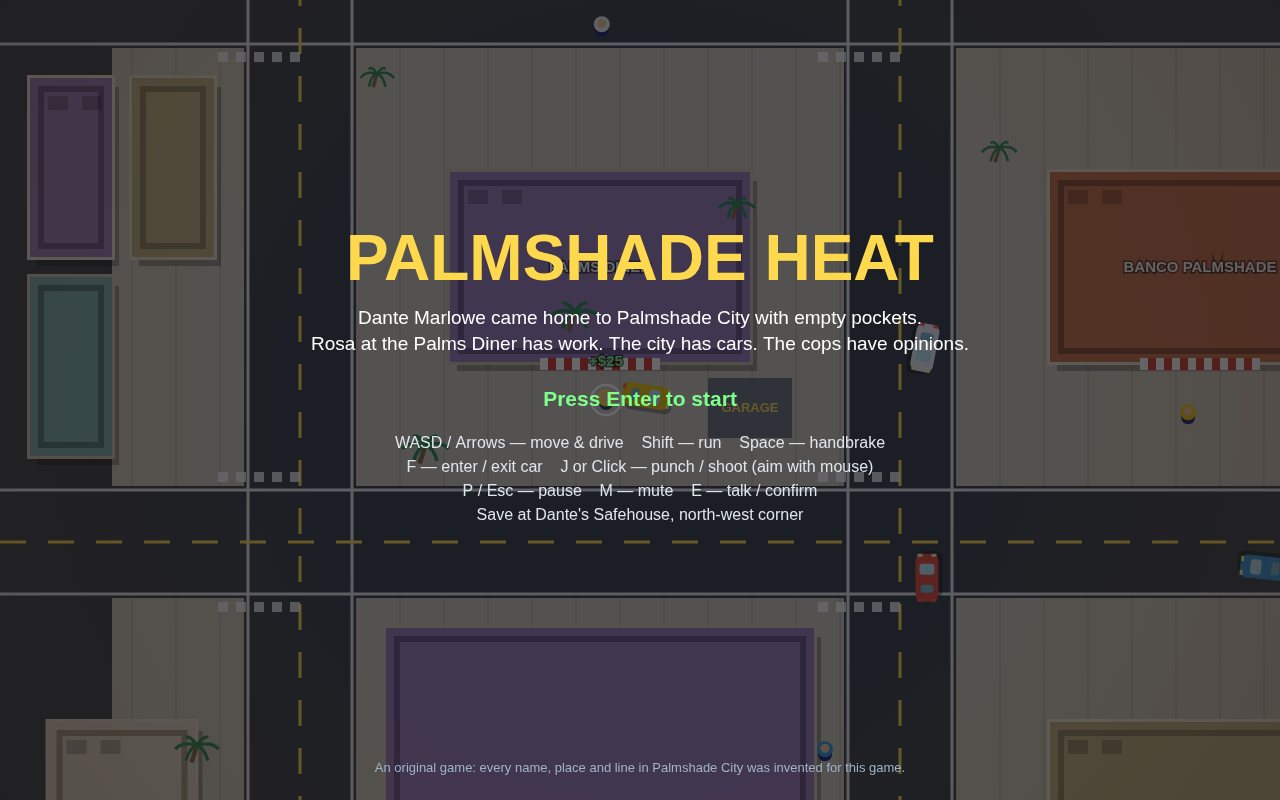 PALMSHADE HEAT
PALMS DINER
BANCO PALMSHADE
Dante Marlowe came home to Palmshade City with empty pockets.
Rosa at the Palms Diner has work. The city has cars. The cops have opinions.
+$25
Press Enter to start
GARAGE
WASD / Arrows — move & drive Shift — run Space — handbrake
F — enter / exit car J or Click — punch / shoot (aim with mouse)
P / Esc — pause M — mute E — talk / confirm
Save at Dante's Safehouse, north-west corner
An original game: every name, place and line in Palmshade City was invented for this game.